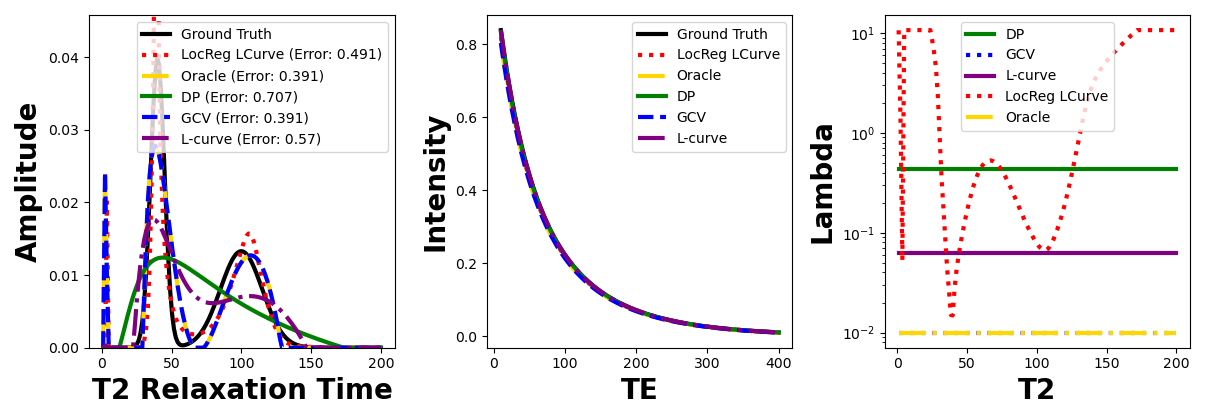 Amplitude
0.04
0.03
0.02
0.01
0.00
Ground Truth
LocReg LCurve (Error: 0.491)
Oracle (Error: 0.391)
DP (Error: 0.707)
GCV (Error: 0.391)
L-curve (Error: 0.57)
0 50 100 150 200
T2 Relaxation Time
Intensity
0.8
0.6
0.4
0.2
0.0
Ground Truth
LocReg LCurve
Oracle
DP
GCV
L-curve
0 100 200 300 400
TE
Lambda
10¹
10⁰
10⁻¹
10⁻²
DP
GCV
L-curve
LocReg LCurve
Oracle
0 50 100 150 200
T2